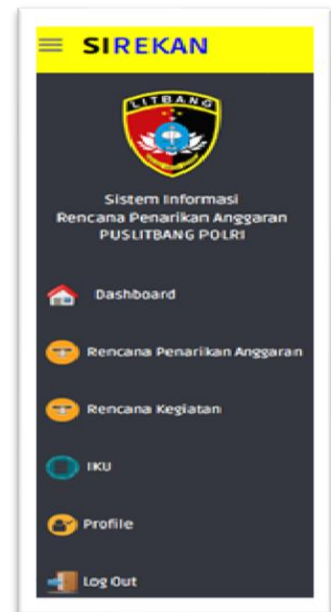 SIREKAN
LITBANG
Sistem Informasi
Rencana Penarikan Anggaran
PUSLITBANG POLRI
Dashboard
Rencana Penarikan Anggaran
Rencana Kegiatan
IKU
Profile
Log Out